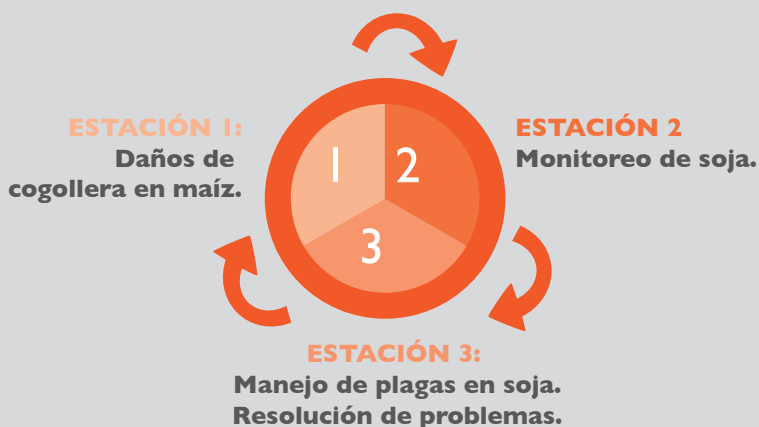 ESTACIÓN 1:
Daños de
cogollera en maíz.
1
2
3
ESTACIÓN 2
Monitoreo de soja.
ESTACIÓN 3:
Manejo de plagas en soja.
Resolución de problemas.